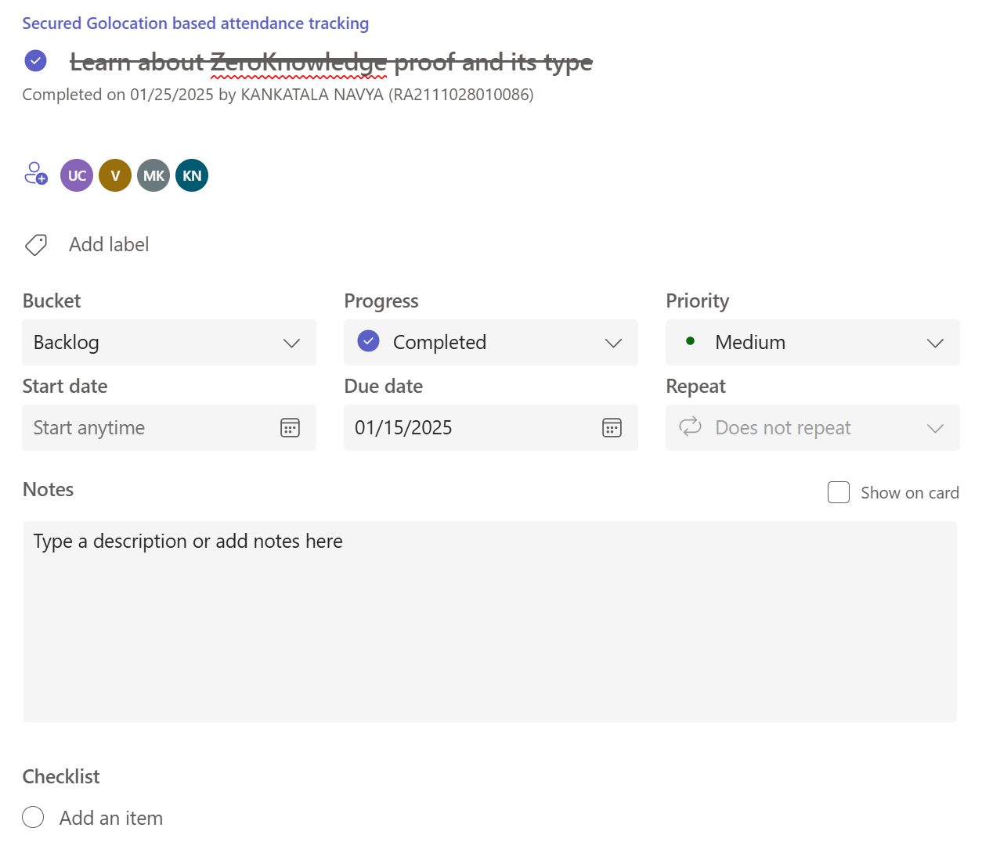 Secured Golocation based attendance tracking
Learn about ZeroKnowledge proof and its type
Completed on 01/25/2025 by KANKATALA NAVYA (RA2111028010086)
UC V MK KN
Add label
Bucket Progress Priority
Backlog Completed Medium
Start date Due date Repeat
Start anytime 01/15/2025 Does not repeat
Notes Show on card
Type a description or add notes here
Checklist
Add an item